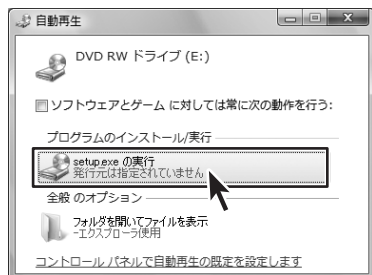 自動再生
DVD RW ドライブ (E:)
ソフトウェアとゲーム に対しては常に次の動作を行う:
プログラムのインストール/実行
setup.exe の実行
発行元は指定されていません
全般 のオプション
フォルダを開いてファイルを表示
-エクスプローラ使用
コントロール パネルで自動再生の既定を設定します